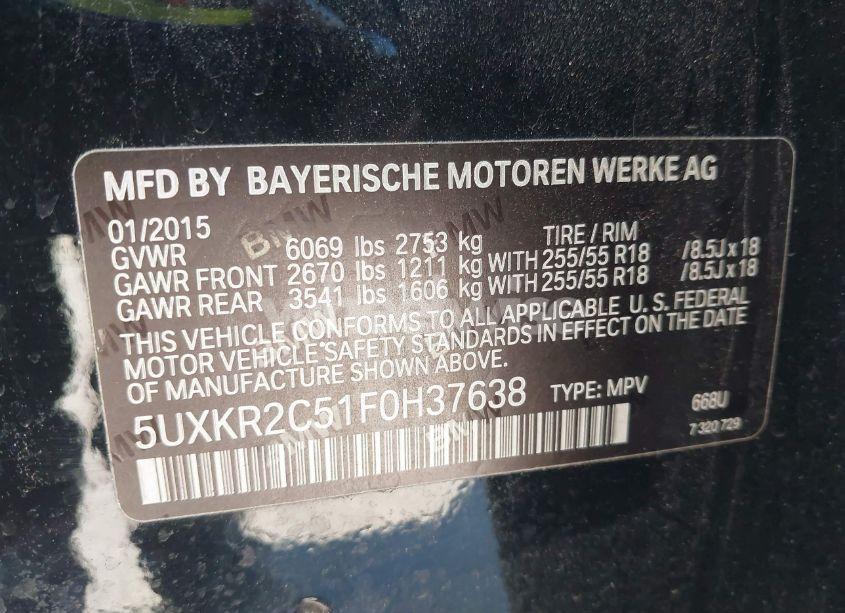 MFD BY BAYERISCHE MOTOREN WERKE AG
01/2015 TIRE / RIM
GVWR 6069 lbs 2753 kg
GAWR FRONT 2670 lbs 1211 kg WITH 255/55 R18 /8.5J x 18
GAWR REAR 3541 lbs 1606 kg WITH 255/55 R18 /8.5J x 18
THIS VEHICLE CONFORMS TO ALL APPLICABLE U. S. FEDERAL
MOTOR VEHICLE SAFETY STANDARDS IN EFFECT ON THE DATE
OF MANUFACTURE SHOWN ABOVE.
5UXKR2C51F0H37638 TYPE: MPV 668U
7 320 729